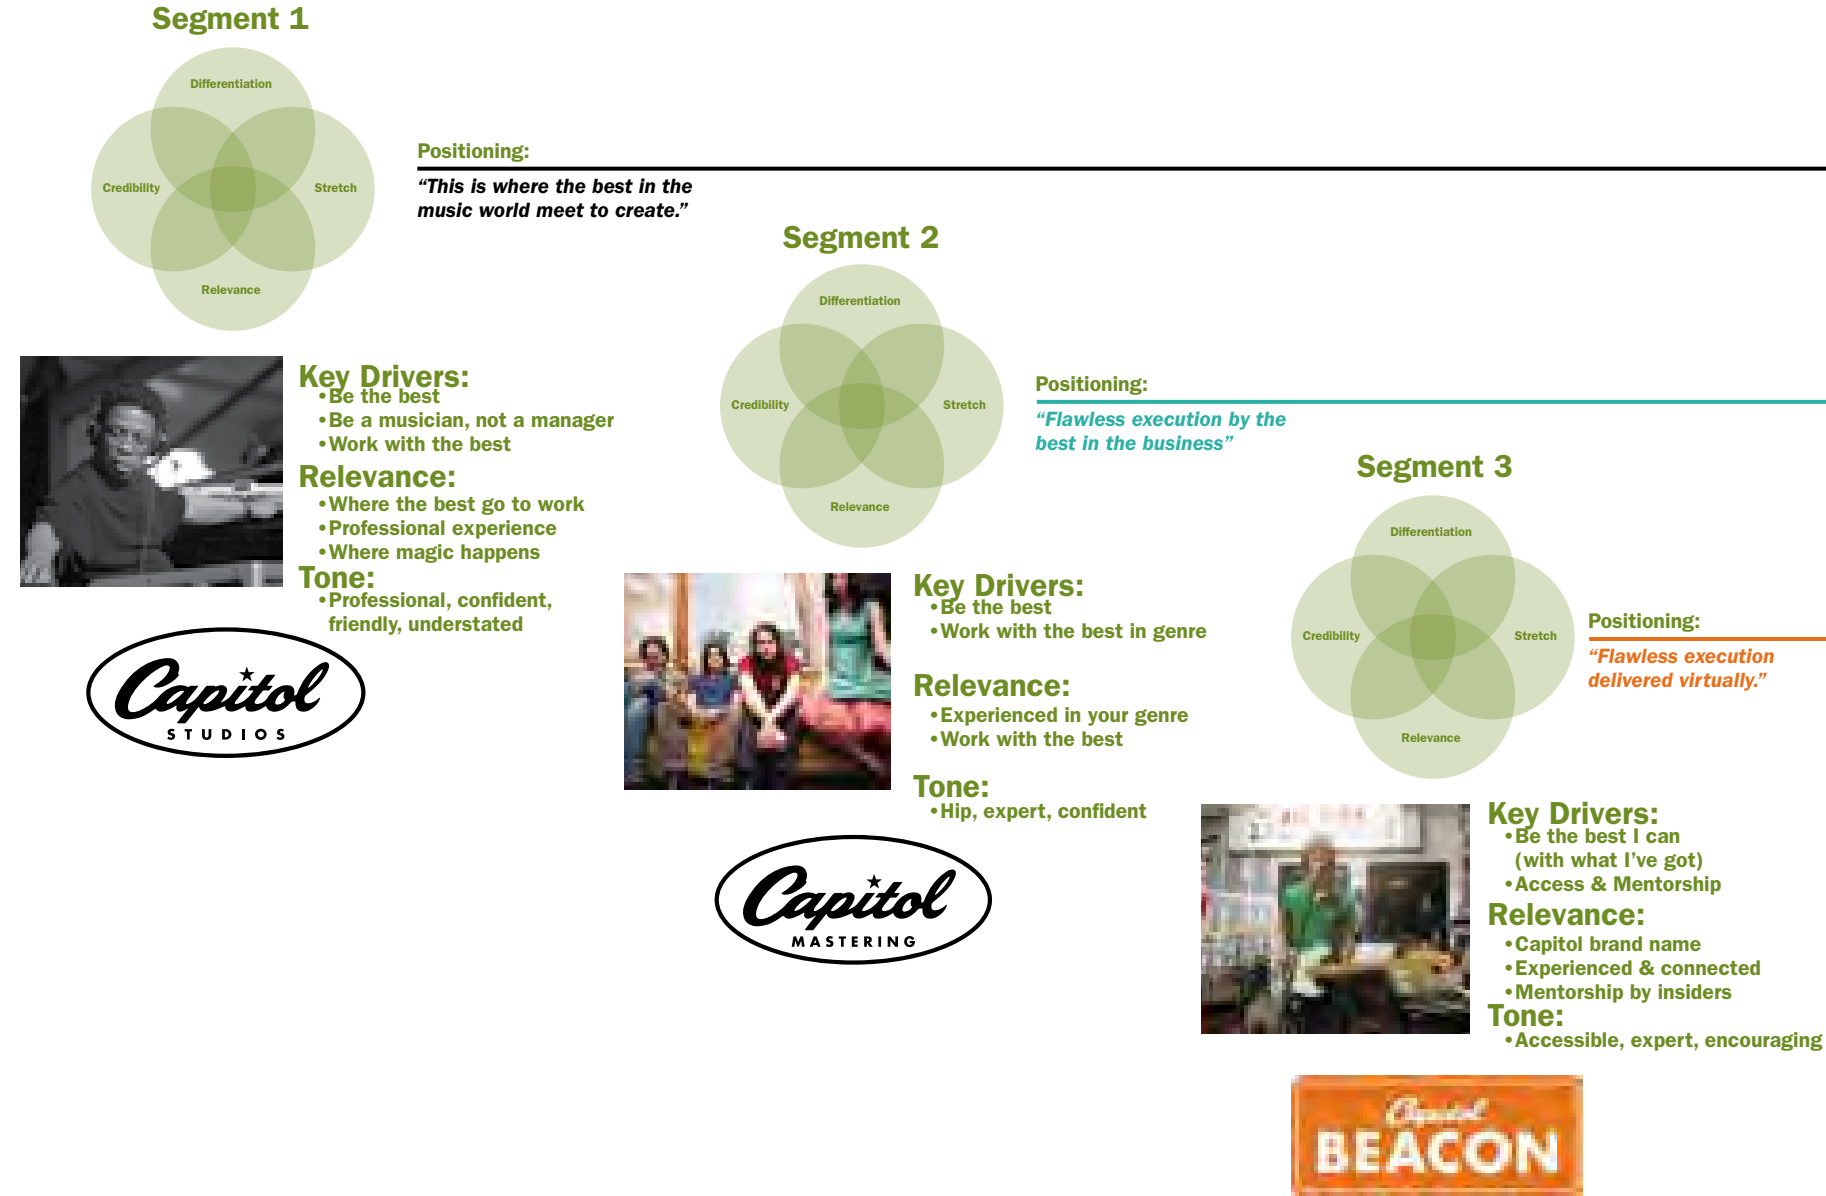 Segment 1
Differentiation
Credibility
Stretch
Relevance
Positioning:
“This is where the best in the
music world meet to create.”
Key Drivers:
•Be the best
•Be a musician, not a manager
•Work with the best
Relevance:
•Where the best go to work
•Professional experience
•Where magic happens
Tone:
•Professional, confident,
friendly, understated
Capitol
STUDIOS
Segment 2
Differentiation
Credibility
Stretch
Relevance
Positioning:
“Flawless execution by the
best in the business”
Key Drivers:
•Be the best
•Work with the best in genre
Relevance:
•Experienced in your genre
•Work with the best
Tone:
•Hip, expert, confident
Capitol
MASTERING
Segment 3
Differentiation
Credibility
Stretch
Relevance
Positioning:
“Flawless execution
delivered virtually.”
Key Drivers:
•Be the best I can
(with what I’ve got)
•Access & Mentorship
Relevance:
•Capitol brand name
•Experienced & connected
•Mentorship by insiders
Tone:
•Accessible, expert, encouraging
Capitol
BEACON